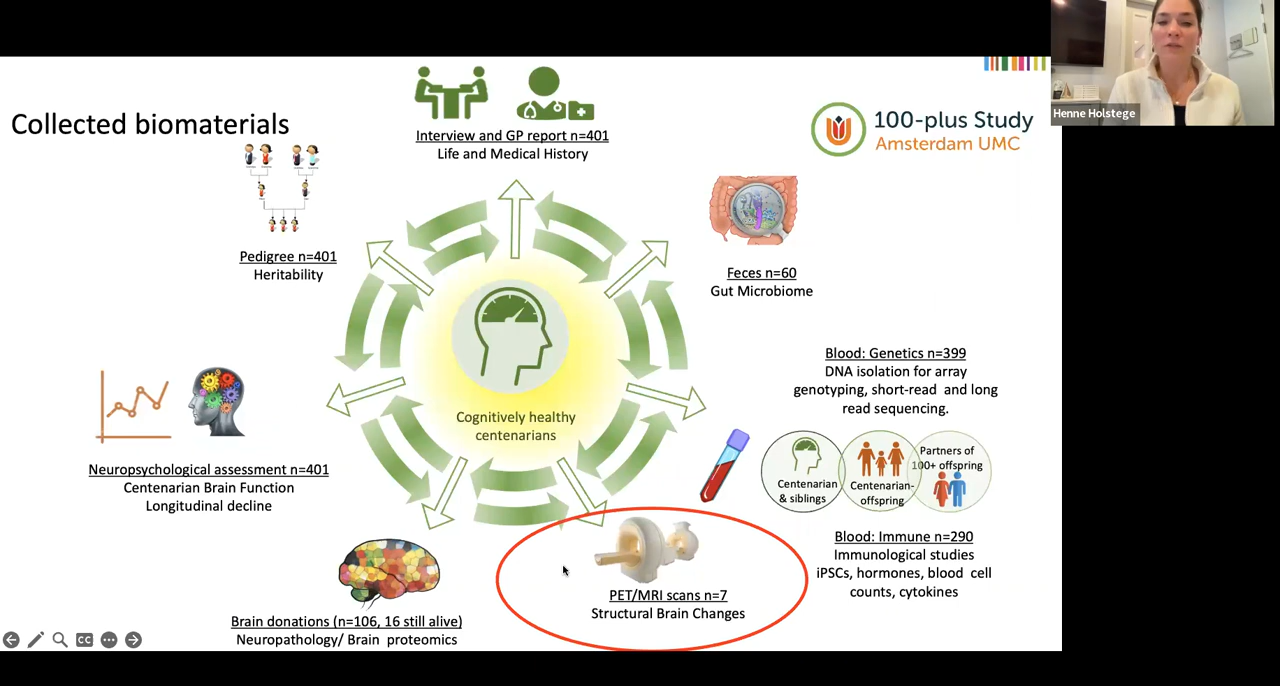 Henne Holstege
Collected biomaterials
100-plus Study
Amsterdam UMC
Interview and GP report n=401
Life and Medical History
Pedigree n=401
Heritability
Feces n=60
Gut Microbiome
Blood: Genetics n=399
DNA isolation for array
genotyping, short-read and long
read sequencing.
Cognitively healthy
centenarians
Neuropsychological assessment n=401
Centenarian Brain Function
Longitudinal decline
Centenarian
& siblings
Centenarian-
offspring
Partners of
100+ offspring
Blood: Immune n=290
Immunological studies
iPSCs, hormones, blood cell
counts, cytokines
PET/MRI scans n=7
Structural Brain Changes
Brain donations (n=106, 16 still alive)
Neuropathology/ Brain proteomics
CC